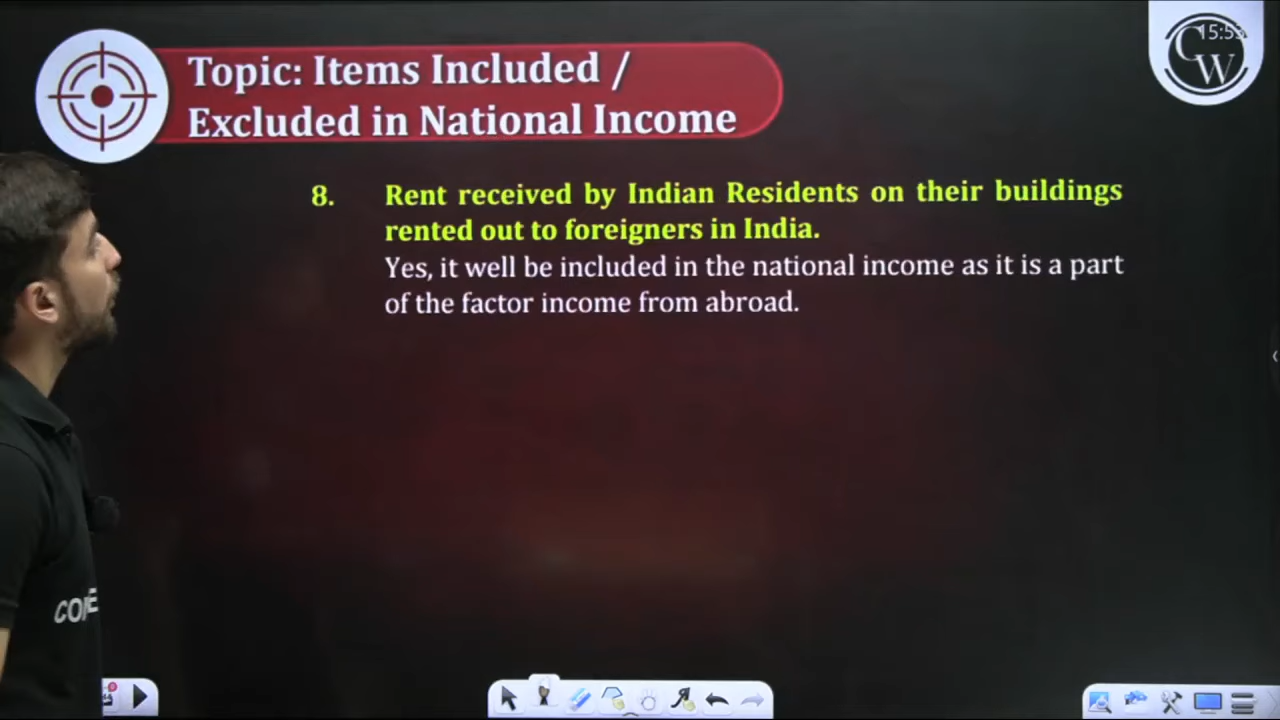 15:5
CW
Topic: Items Included /
Excluded in National Income
8. Rent received by Indian Residents on their buildings
rented out to foreigners in India.
Yes, it well be included in the national income as it is a part
of the factor income from abroad.